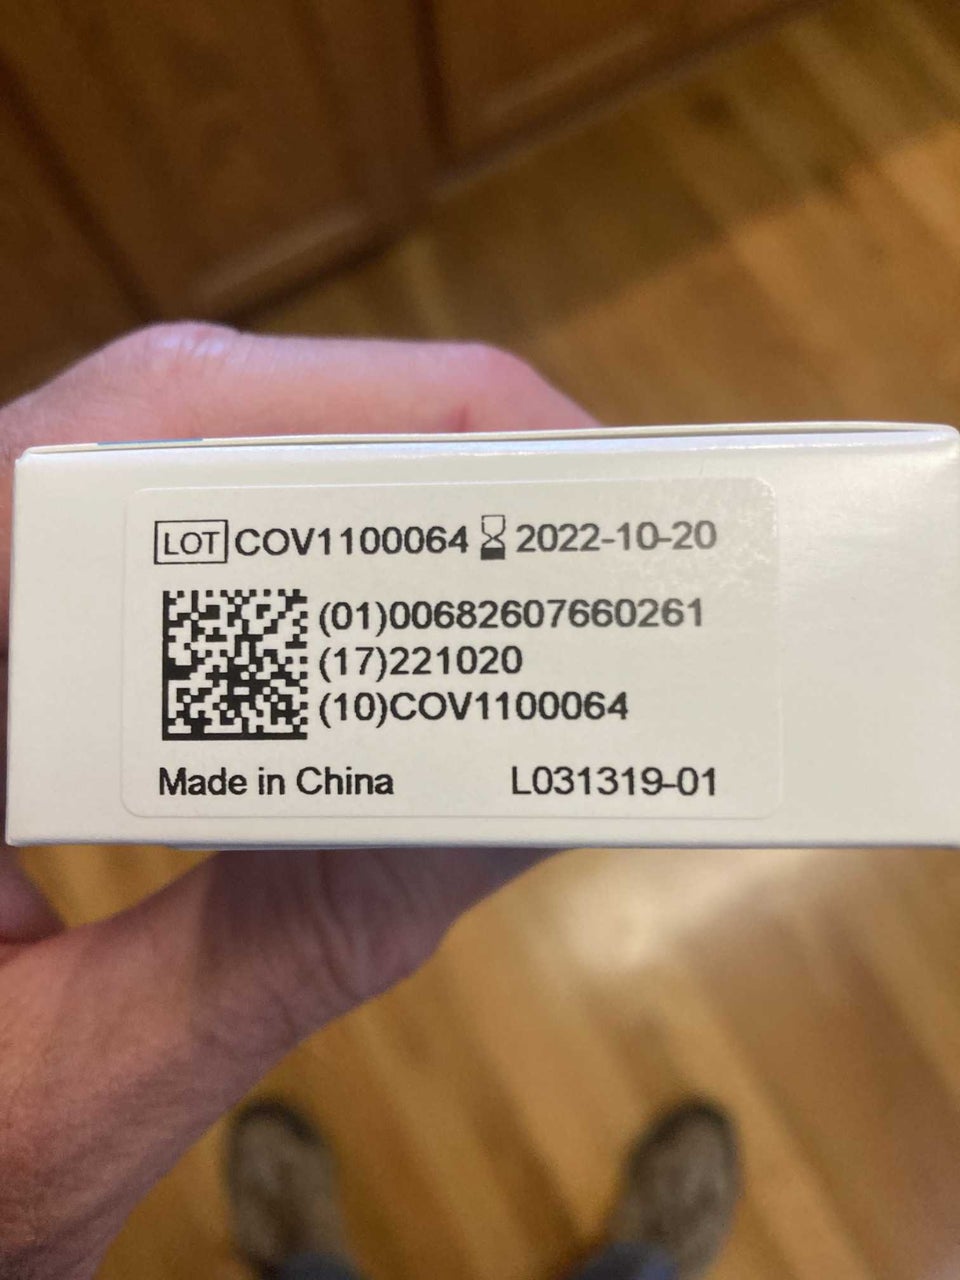 LOT COV1100064 2022-10-20
(01)00682607660261
(17)221020
(10)COV1100064
Made in China L031319-01